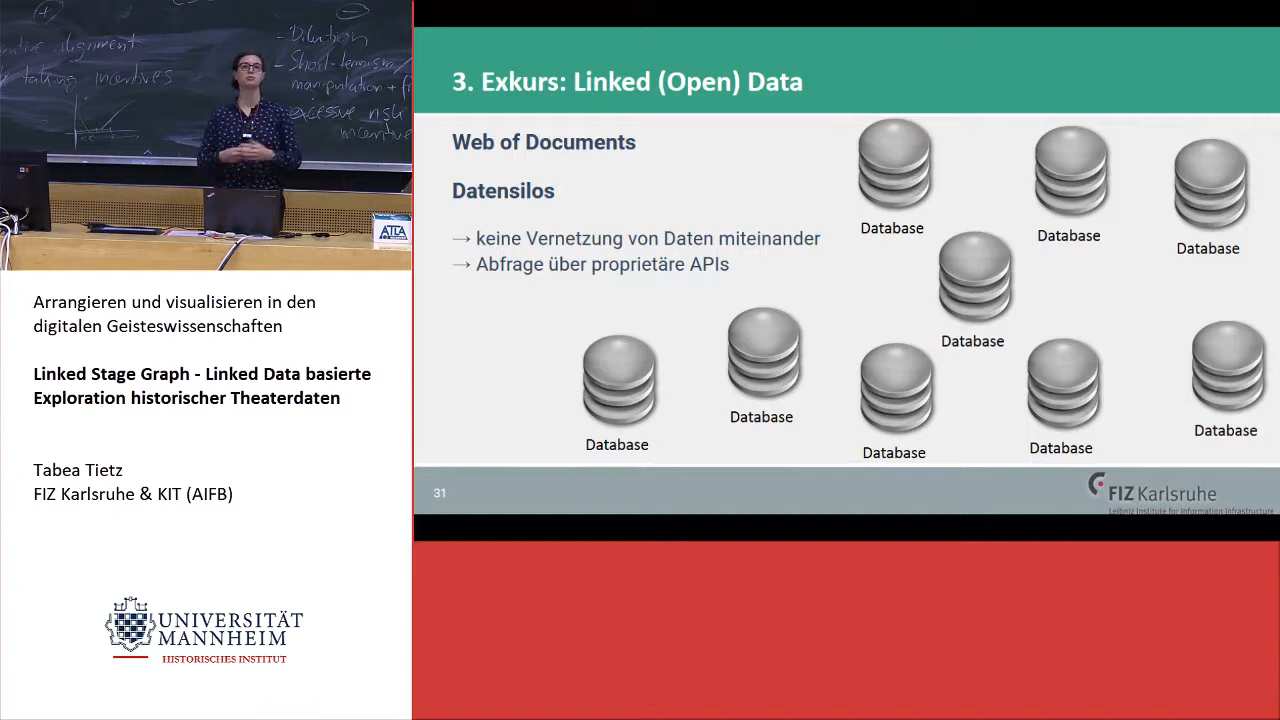 alignment
taking incentives
- Dilution
- Short-termism
manipulation +
excessive risk
incentive
ATLA
Arrangieren und visualisieren in den
digitalen Geisteswissenschaften
Linked Stage Graph - Linked Data basierte
Exploration historischer Theaterdaten
Tabea Tietz
FIZ Karlsruhe & KIT (AIFB)
UNIVERSITÄT
MANNHEIM
HISTORISCHES INSTITUT
3. Exkurs: Linked (Open) Data
Web of Documents
Datensilos
→ keine Vernetzung von Daten miteinander
→ Abfrage über proprietäre APIs
Database
Database
Database
Database
Database
Database
Database
Database
Database
31
FIZ Karlsruhe
Leibniz Institute for Information Infrastructure